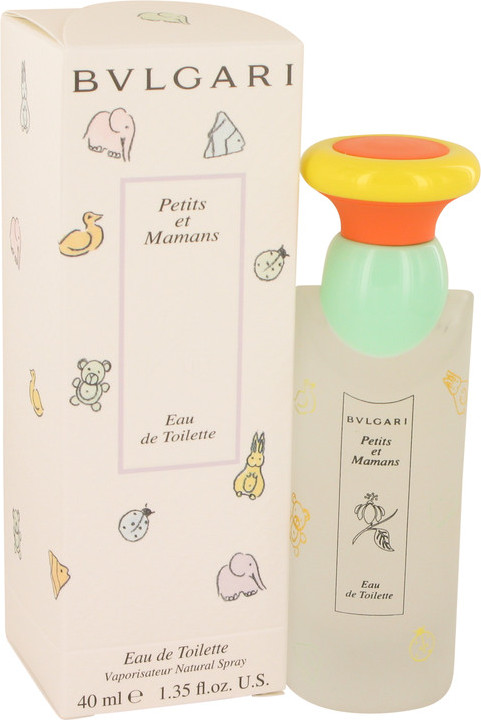 BVLGARI
Petits
et
Mamans
Eau
de Toilette
Eau de Toilette
Vaporisateur Natural Spray
40 ml ℮ 1.35 fl.oz. U.S.
BVLGARI
Petits
et
Mamans
Eau
de Toilette